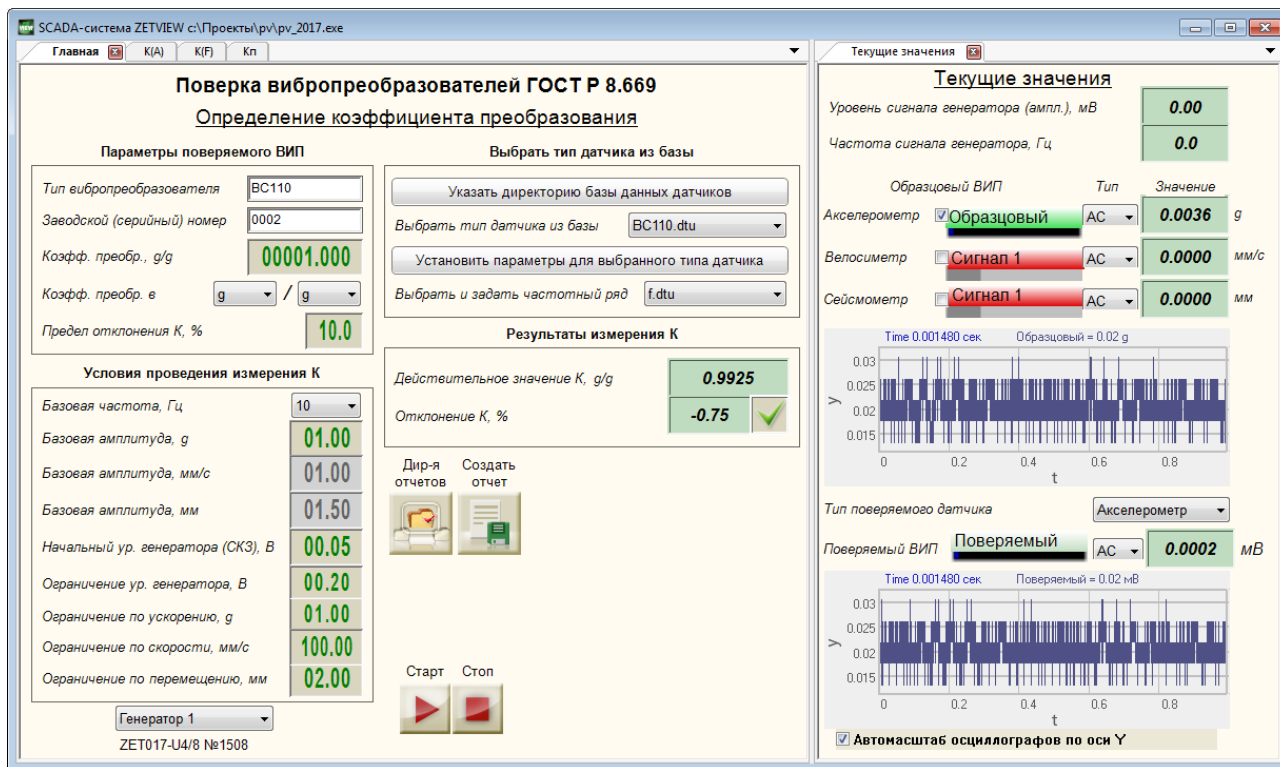 SCADA-система ZETVIEW c:\Проекты\pv\pv_2017.exe
Главная K(A) K(F) Кп
Поверка вибропреобразователей ГОСТ Р 8.669
Определение коэффициента преобразования
Параметры поверяемого ВИП
Тип вибропреобразователя BC110
Заводской (серийный) номер 0002
Коэфф. преобр., g/g 00001.000
Коэфф. преобр. в g / g
Предел отклонения К, % 10.0
Условия проведения измерения К
Базовая частота, Гц 10
Базовая амплитуда, g 01.00
Базовая амплитуда, мм/с 01.00
Базовая амплитуда, мм 01.50
Начальный ур. генератора (СКЗ), В 00.05
Ограничение ур. генератора, В 00.20
Ограничение по ускорению, g 01.00
Ограничение по скорости, мм/с 100.00
Ограничение по перемещению, мм 02.00
Генератор 1
ZET017-U4/8 №1508
Выбрать тип датчика из базы
Указать директорию базы данных датчиков
Выбрать тип датчика из базы BC110.dtu
Установить параметры для выбранного типа датчика
Выбрать и задать частотный ряд f.dtu
Результаты измерения К
Действительное значение К, g/g 0.9925
Отклонение К, % -0.75
Дир-я Создать
отчетов отчет
Старт Стоп
Текущие значения
Текущие значения
Уровень сигнала генератора (ампл.), мВ 0.00
Частота сигнала генератора, Гц 0.0
Образцовый ВИП Тип Значение
Акселерометр Образцовый AC 0.0036 g
Велосиметр Сигнал 1 AC 0.0000 мм/с
Сейсмометр Сигнал 1 AC 0.0000 мм
Time 0.001480 сек Образцовый = 0.02 g
0.03
0.025
y
0.02
0.015
0 0.2 0.4 0.6 0.8
t
Тип поверяемого датчика Акселерометр
Поверяемый ВИП Поверяемый AC 0.0002 мВ
Time 0.001480 сек Поверяемый = 0.02 мВ
0.03
0.025
y
0.02
0.015
0 0.2 0.4 0.6 0.8
t
Автомасштаб осциллографов по оси Y